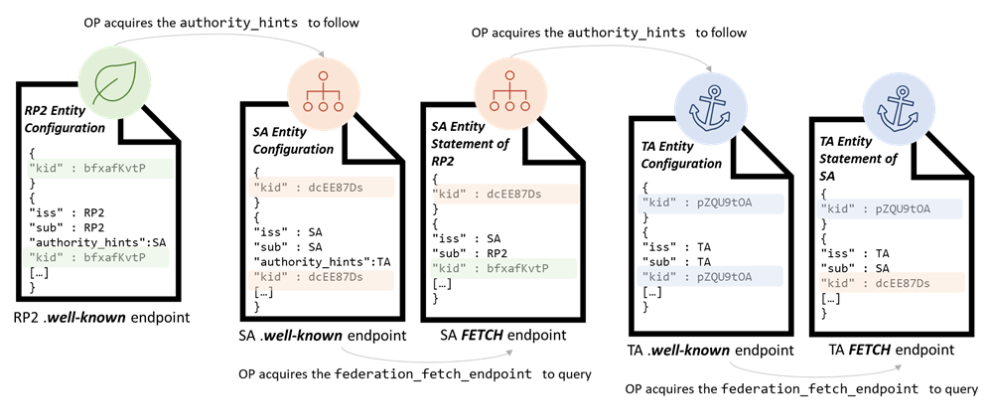 OP acquires the authority_hints to follow
OP acquires the authority_hints to follow
RP2 Entity
Configuration
{
"kid" : bfxafKvtP
}
{
"iss" : RP2
"sub" : RP2
"authority_hints":SA
"kid" : bfxafKvtP
[…]
}
RP2 .well-known endpoint
SA Entity
Configuration
{
"kid" : dcEE87Ds
}
{
"iss" : SA
"sub" : SA
"authority_hints":TA
"kid" : dcEE87Ds
[…]
}
SA .well-known endpoint
SA Entity
Statement of
RP2
{
"kid" : dcEE87Ds
}
{
"iss" : SA
"sub" : RP2
"kid" : bfxafKvtP
[…]
}
SA FETCH endpoint
OP acquires the federation_fetch_endpoint to query
TA Entity
Configuration
{
"kid" : pZQU9tOA
}
{
"iss" : TA
"sub" : TA
"kid" : pZQU9tOA
[…]
}
TA .well-known endpoint
TA Entity
Statement of
SA
{
"kid" : pZQU9tOA
}
{
"iss" : TA
"sub" : SA
"kid" : dcEE87Ds
[…]
}
TA FETCH endpoint
OP acquires the federation_fetch_endpoint to query